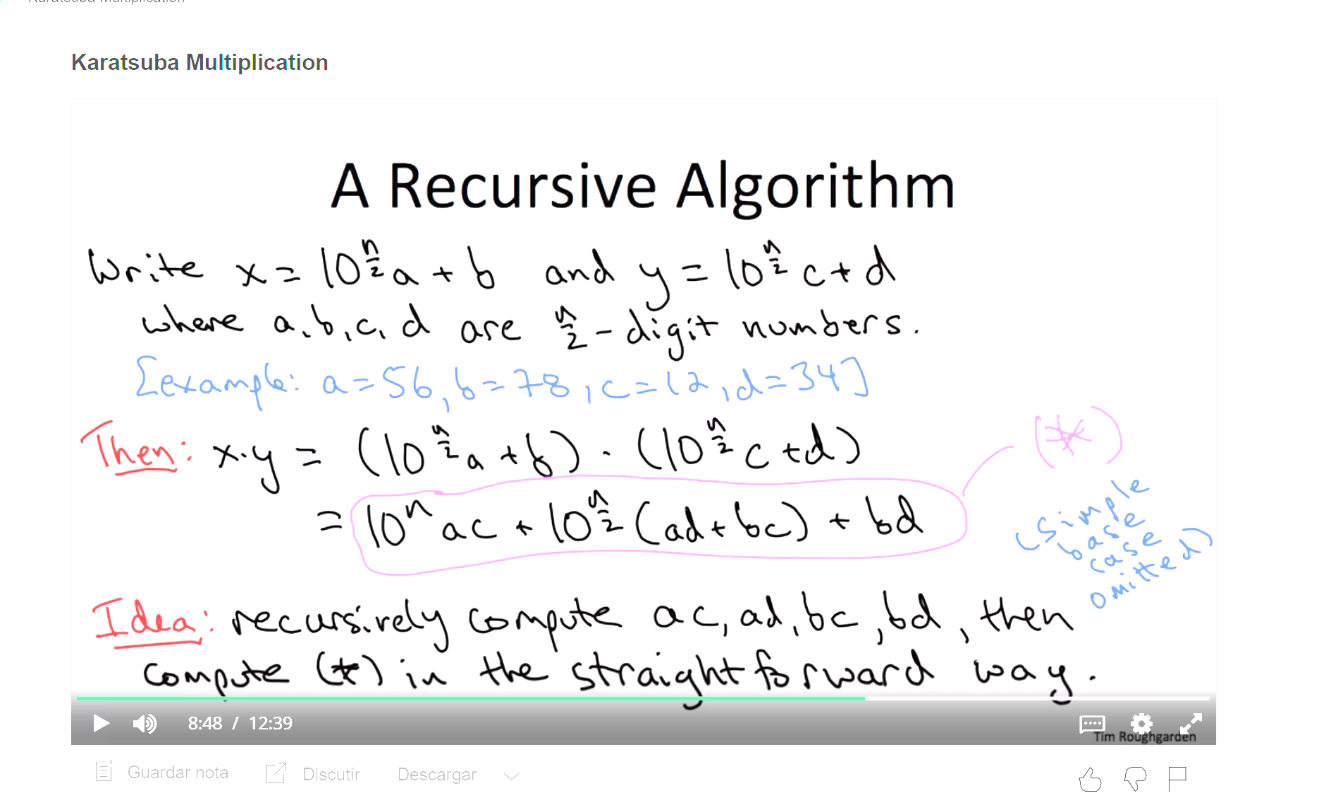 Karatsuba Multiplication
A Recursive Algorithm
Write x = 10^{n/2} a + b and y = 10^{n/2} c + d
where a,b,c,d are n/2-digit numbers.
[example: a=56, b=78, c=12, d=34]
Then: x·y = (10^{n/2} a + b) · (10^{n/2} c + d)
(*)
= 10^n ac + 10^{n/2} (ad + bc) + bd
(simple
base
case
omitted)
Idea: recursively compute ac, ad, bc, bd, then
compute (*) in the straightforward way.
8:48 / 12:39
Tim Roughgarden
Guardar nota Discutir Descargar